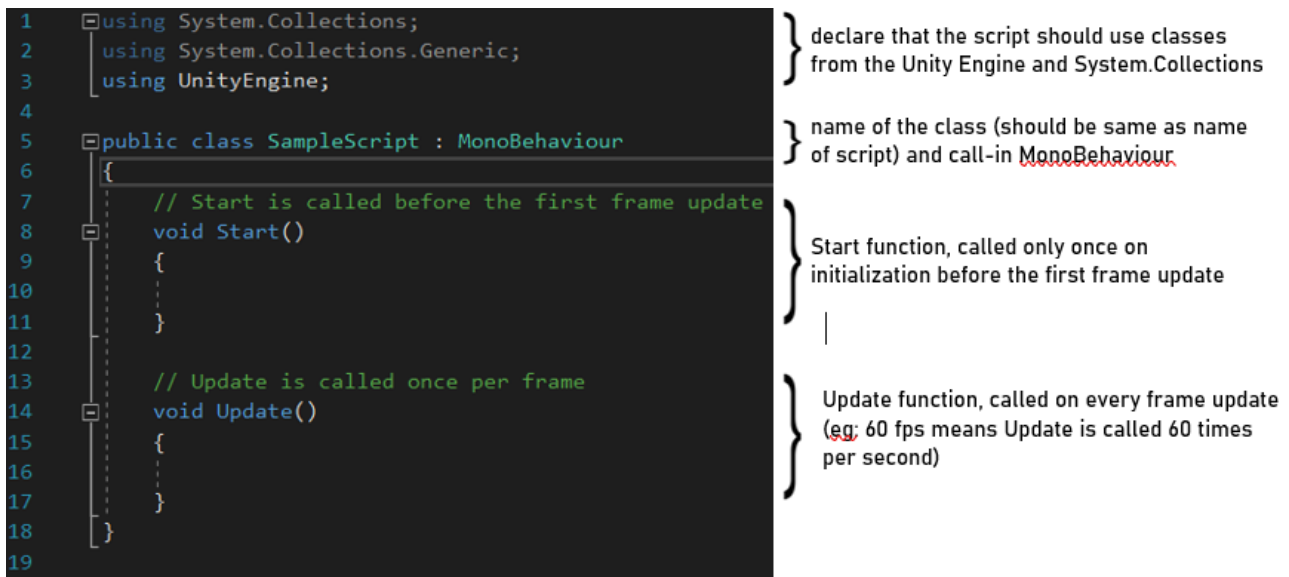 1 using System.Collections;
2 using System.Collections.Generic;
3 using UnityEngine;
declare that the script should use classes
from the Unity Engine and System.Collections
4
5 public class SampleScript : MonoBehaviour
6 {
name of the class (should be same as name
of script) and call-in MonoBehaviour
7 // Start is called before the first frame update
8 void Start()
9 {
10
11 }
Start function, called only once on
initialization before the first frame update
12
13 // Update is called once per frame
14 void Update()
15 {
16
17 }
18 }
19
Update function, called on every frame update
(eg; 60 fps means Update is called 60 times
per second)